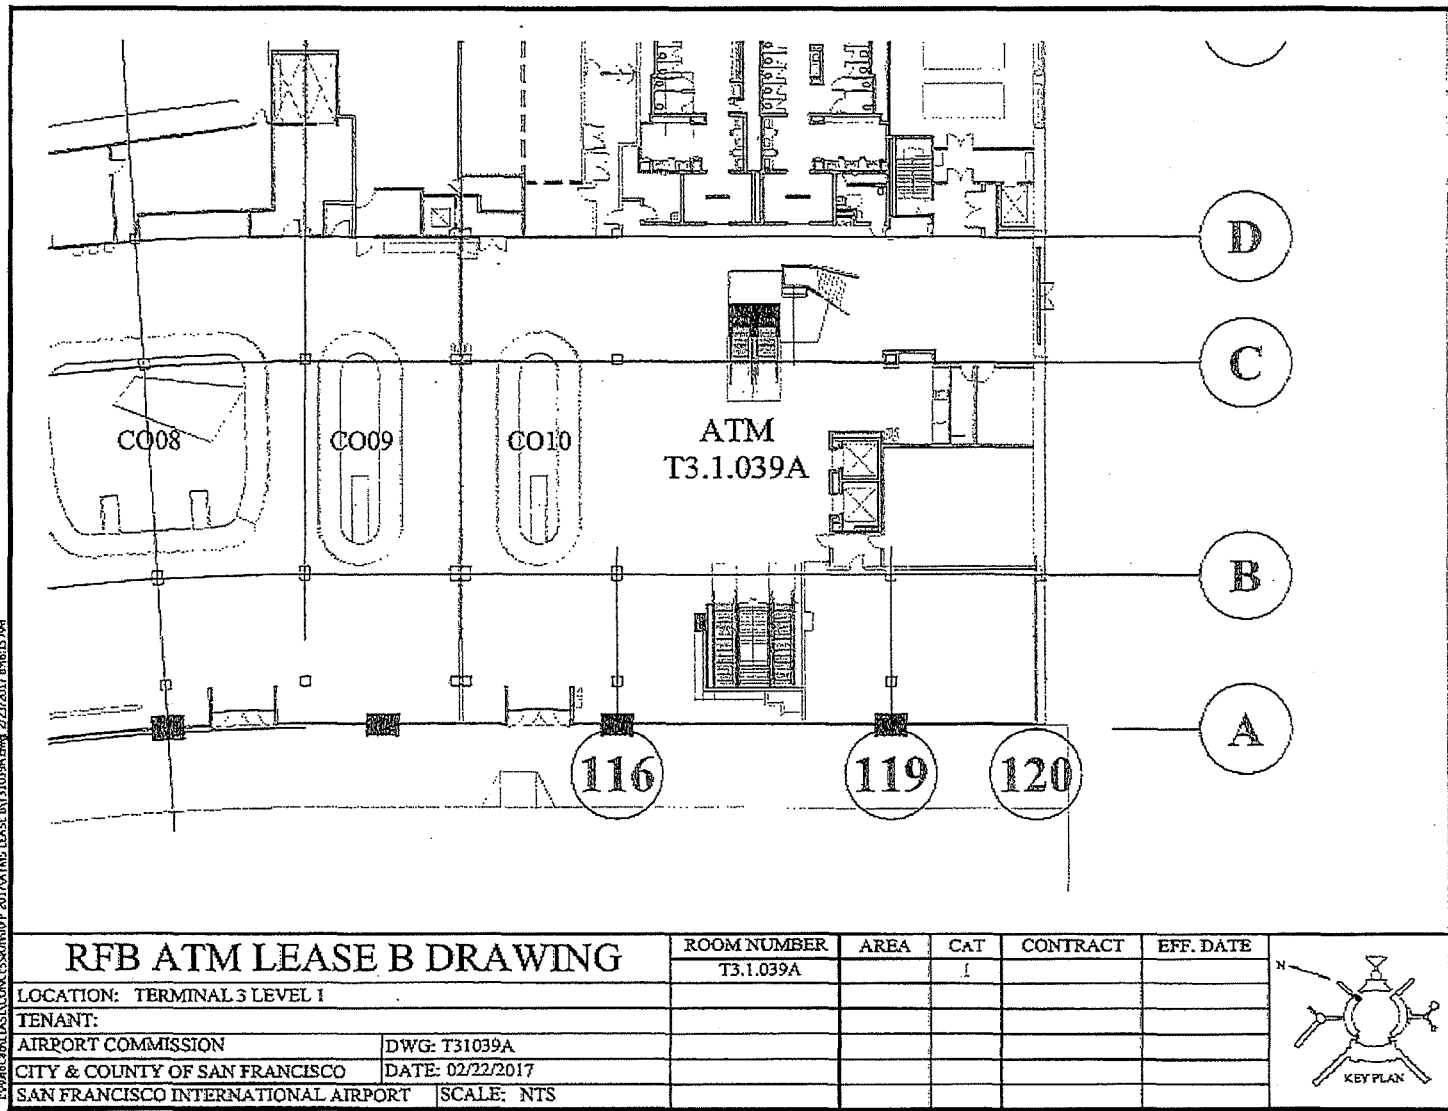 D
C
CO08
CO09
CO10
ATM
T3.1.039A
B
A
116
119
120
RFB ATM LEASE B DRAWING
ROOM NUMBER
AREA
CAT
CONTRACT
EFF. DATE
T3.1.039A
1
LOCATION: TERMINAL 3 LEVEL 1
TENANT:
AIRPORT COMMISSION
DWG: T31039A
CITY & COUNTY OF SAN FRANCISCO
DATE: 02/22/2017
SAN FRANCISCO INTERNATIONAL AIRPORT
SCALE: NTS
N
KEY PLAN